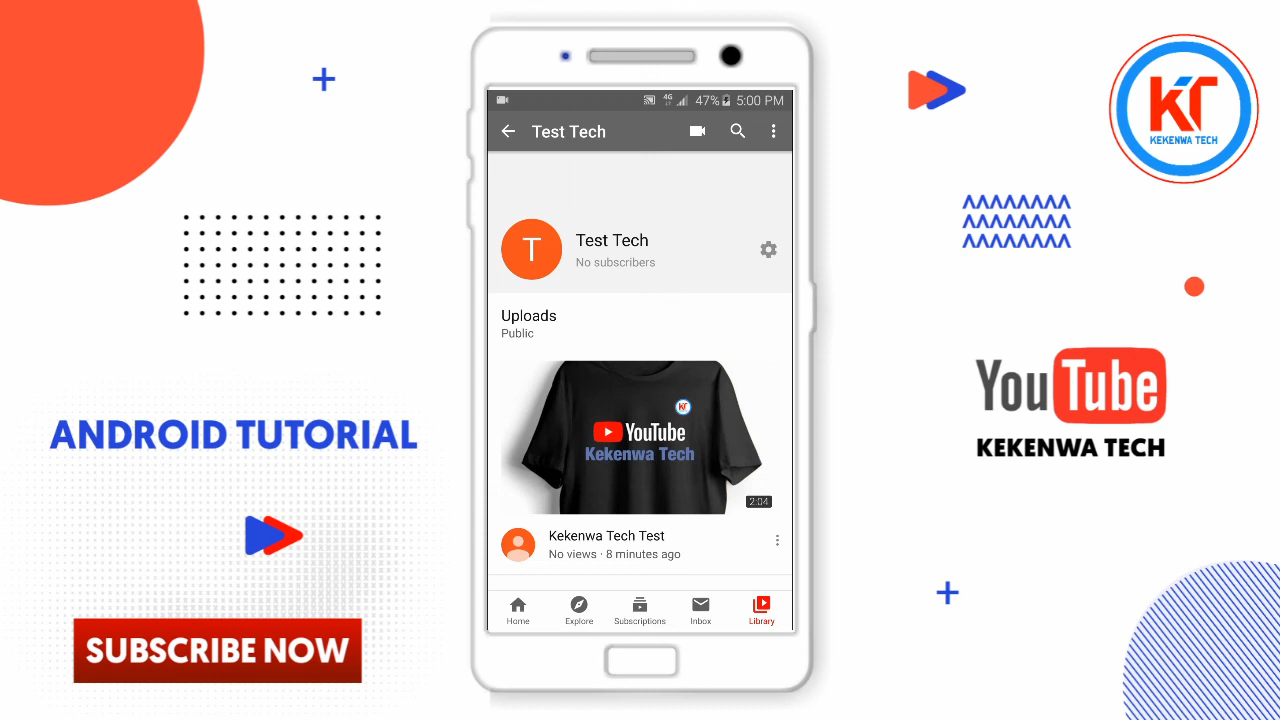 4G 47% 5:00 PM
Test Tech
KT
KEKENWA TECH
T
Test Tech
No subscribers
Uploads
Public
KT
YouTube
Kekenwa Tech
2:04
YouTube
KEKENWA TECH
ANDROID TUTORIAL
Kekenwa Tech Test
No views · 8 minutes ago
Home Explore Subscriptions Inbox Library
SUBSCRIBE NOW